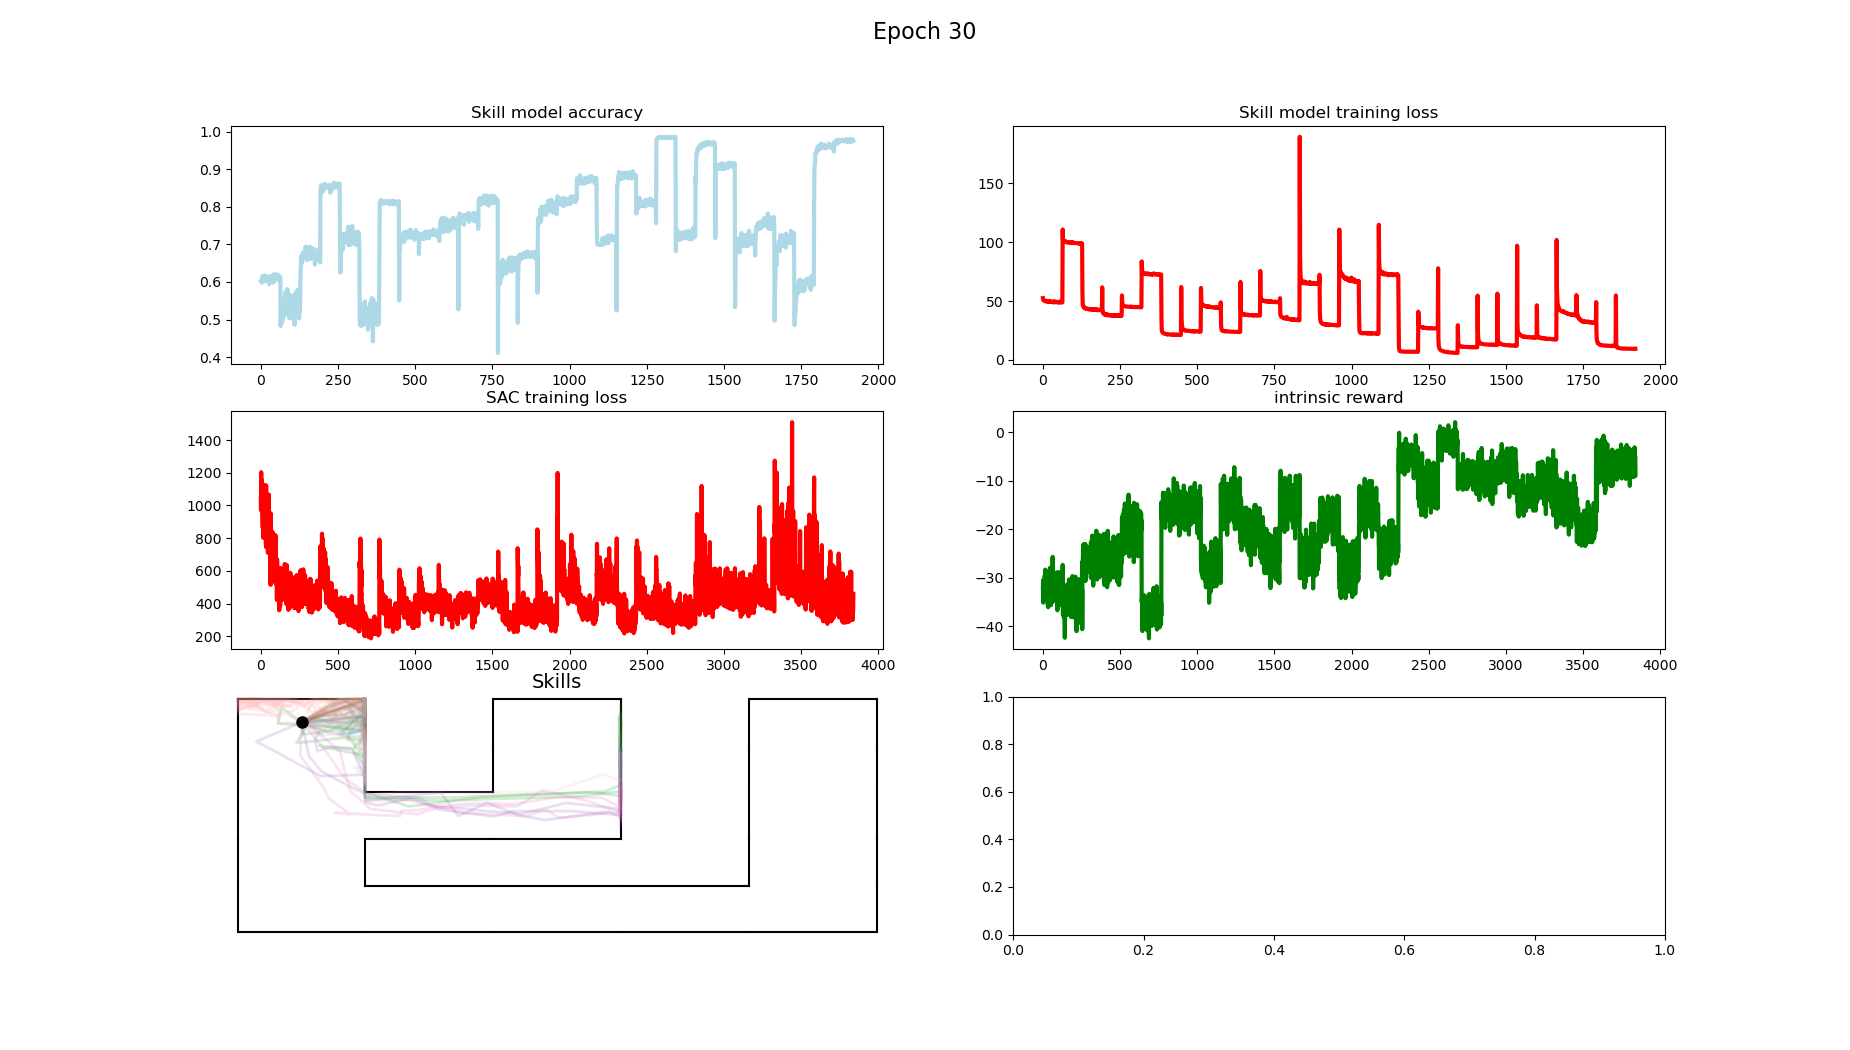 Epoch 30
Skill model accuracy
1.0
0.9
0.8
0.7
0.6
0.5
0.4
0 250 500 750 1000 1250 1500 1750 2000
Skill model training loss
150
100
50
0
0 250 500 750 1000 1250 1500 1750 2000
SAC training loss
1400
1200
1000
800
600
400
200
0 500 1000 1500 2000 2500 3000 3500 4000
intrinsic reward
0
−10
−20
−30
−40
0 500 1000 1500 2000 2500 3000 3500 4000
Skills
1.0
0.8
0.6
0.4
0.2
0.0
0.0 0.2 0.4 0.6 0.8 1.0